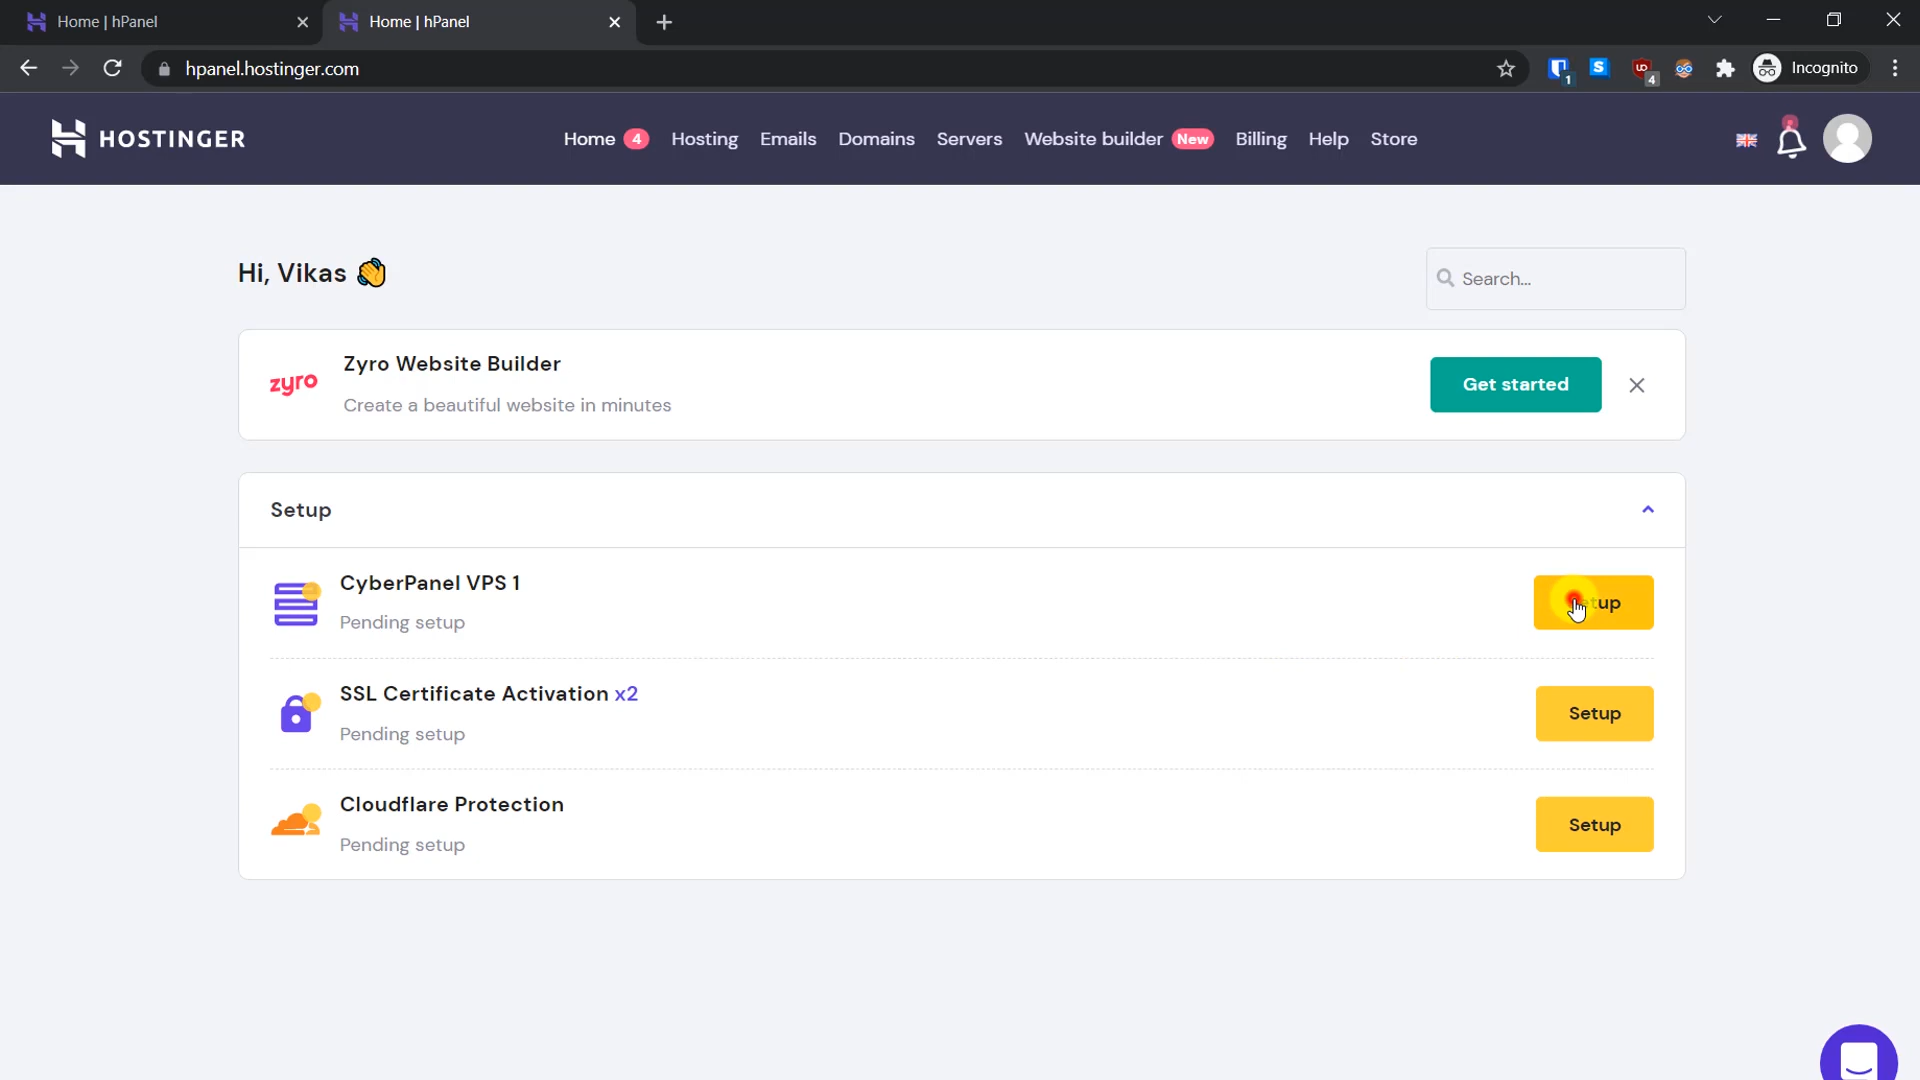 Home | hPanel
Home | hPanel
hpanel.hostinger.com
1
S
4
Incognito
HOSTINGER
Home 4 Hosting Emails Domains Servers Website builder New Billing Help Store
Hi, Vikas
Search...
zyro
Zyro Website Builder
Create a beautiful website in minutes
Get started
Setup
CyberPanel VPS 1
Pending setup
SSL Certificate Activation x2
Pending setup
Setup
Cloudflare Protection
Pending setup
Setup